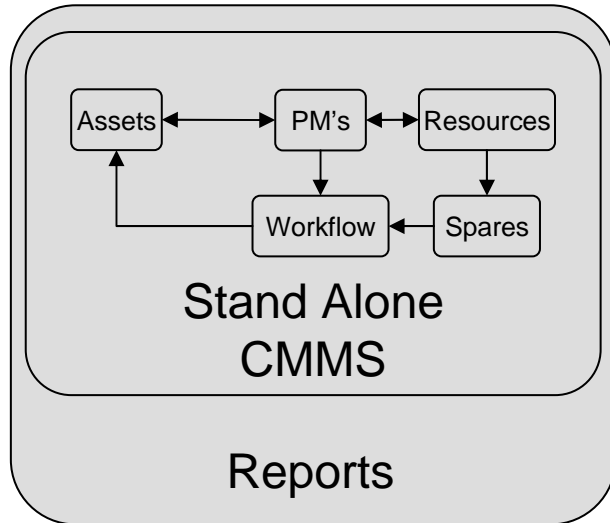 Assets
PM's
Resources
Workflow
Spares
Stand Alone
CMMS
Reports